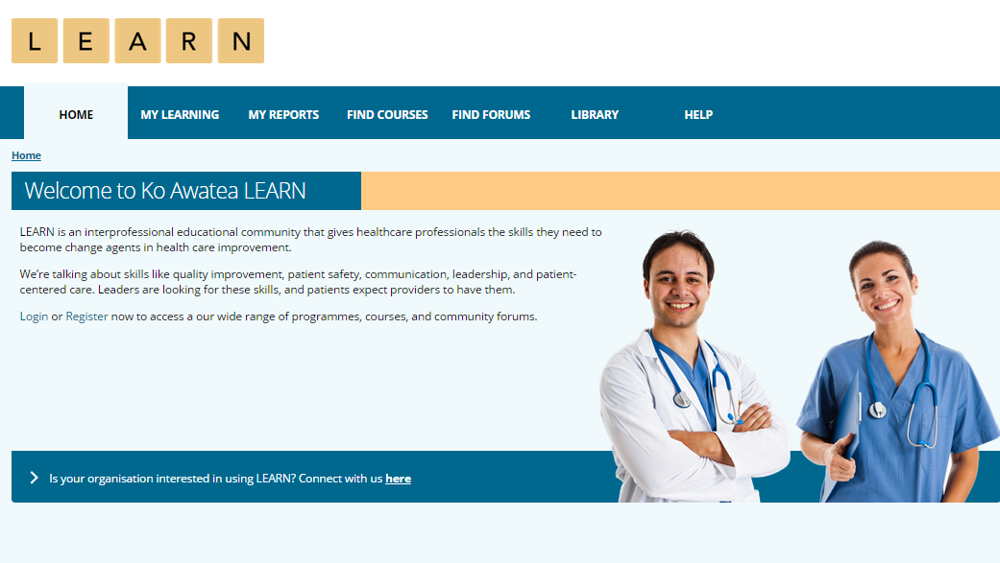 L E A R N
HOME MY LEARNING MY REPORTS FIND COURSES FIND FORUMS LIBRARY HELP
Home
Welcome to Ko Awatea LEARN
LEARN is an interprofessional educational community that gives healthcare professionals the skills they need to
become change agents in health care improvement.
We're talking about skills like quality improvement, patient safety, communication, leadership, and patient-
centered care. Leaders are looking for these skills, and patients expect providers to have them.
Login or Register now to access a our wide range of programmes, courses, and community forums.
Is your organisation interested in using LEARN? Connect with us here